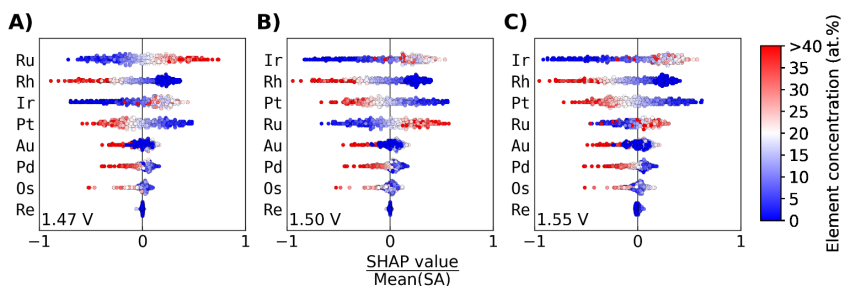 A)
Ru
Rh
Ir
Pt
Au
Pd
Os
Re
1.47 V
−1
0
1
B)
Ir
Rh
Pt
Ru
Au
Pd
Os
Re
1.50 V
−1
0
1
SHAP value
Mean(SA)
C)
Ir
Rh
Pt
Ru
Au
Pd
Os
Re
1.55 V
−1
0
1
>40
35
30
25
20
15
10
5
0
Element concentration (at.%)